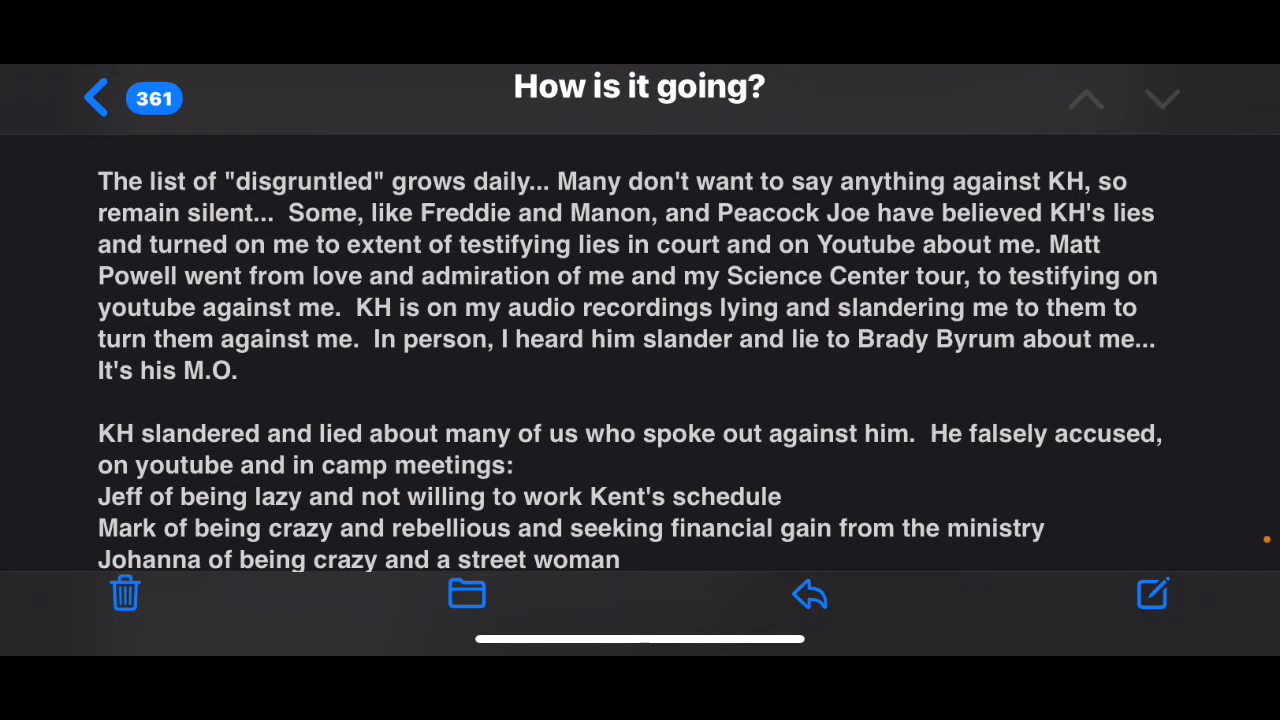 How is it going?
361
The list of "disgruntled" grows daily... Many don't want to say anything against KH, so
remain silent...  Some, like Freddie and Manon, and Peacock Joe have believed KH's lies
and turned on me to extent of testifying lies in court and on Youtube about me. Matt
Powell went from love and admiration of me and my Science Center tour, to testifying on
youtube against me.  KH is on my audio recordings lying and slandering me to them to
turn them against me.  In person, I heard him slander and lie to Brady Byrum about me...
It's his M.O.
KH slandered and lied about many of us who spoke out against him.  He falsely accused,
on youtube and in camp meetings:
Jeff of being lazy and not willing to work Kent's schedule
Mark of being crazy and rebellious and seeking financial gain from the ministry
Johanna of being crazy and a street woman